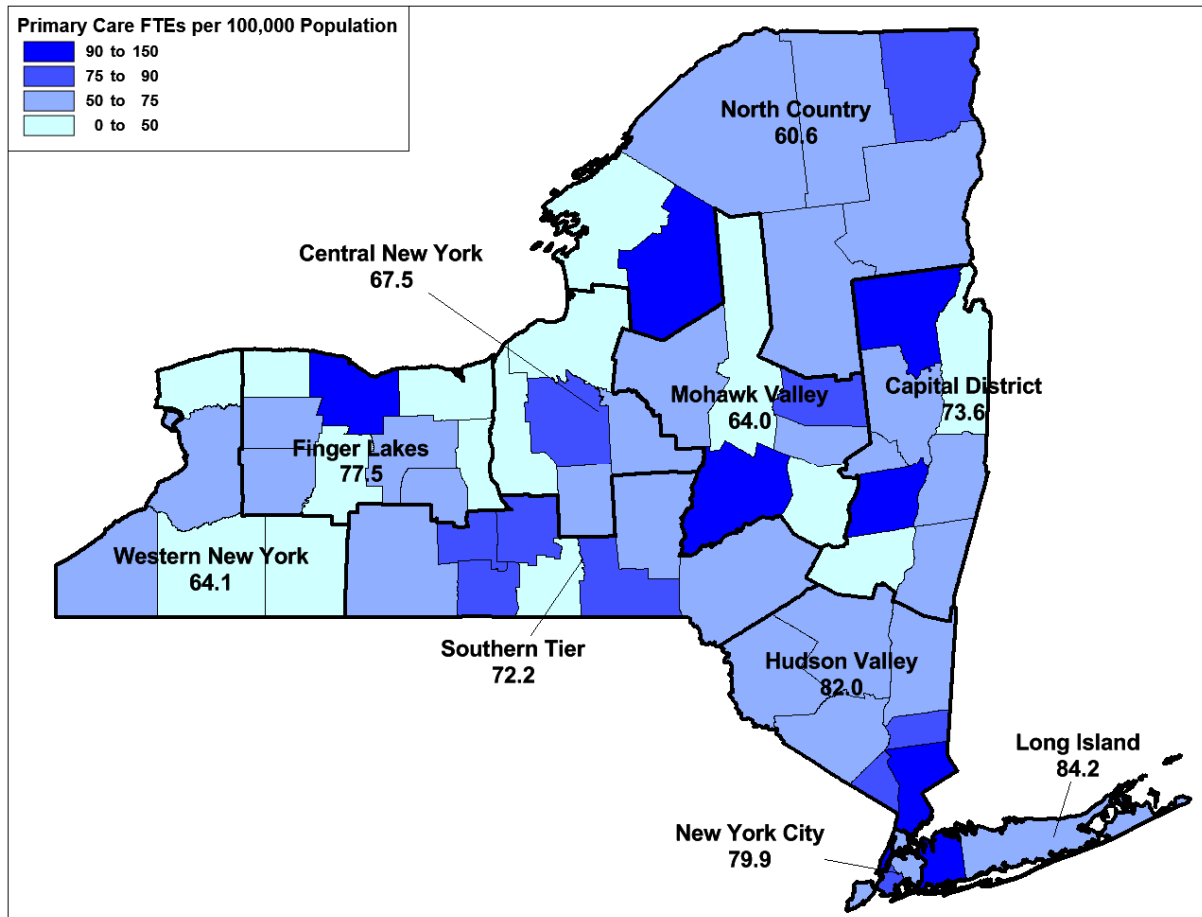 Primary Care FTEs per 100,000 Population
90 to 150
75 to 90
50 to 75
0 to 50
North Country
60.6
Central New York
67.5
Mohawk Valley
64.0
Capital District
73.6
Finger Lakes
77.5
Western New York
64.1
Southern Tier
72.2
Hudson Valley
82.0
Long Island
84.2
New York City
79.9